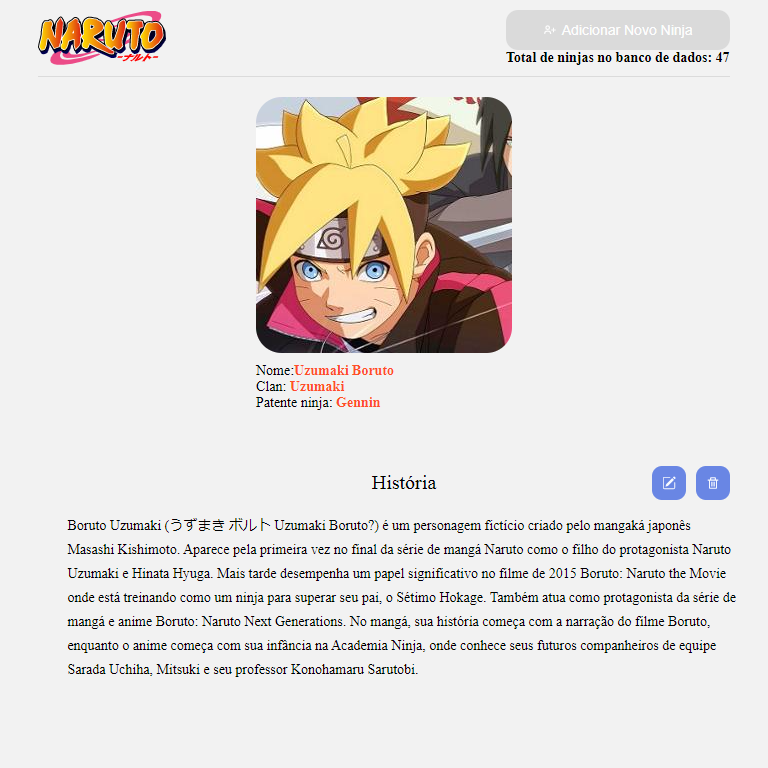 NARUTO
-ナルト-
Adicionar Novo Ninja
Total de ninjas no banco de dados: 47
Nome:Uzumaki Boruto
Clan: Uzumaki
Patente ninja: Gennin
História
Boruto Uzumaki (うずまき ボルト Uzumaki Boruto?) é um personagem fictício criado pelo mangaká japonês
Masashi Kishimoto. Aparece pela primeira vez no final da série de mangá Naruto como o filho do protagonista Naruto
Uzumaki e Hinata Hyuga. Mais tarde desempenha um papel significativo no filme de 2015 Boruto: Naruto the Movie
onde está treinando como um ninja para superar seu pai, o Sétimo Hokage. Também atua como protagonista da série de
mangá e anime Boruto: Naruto Next Generations. No mangá, sua história começa com a narração do filme Boruto,
enquanto o anime começa com sua infância na Academia Ninja, onde conhece seus futuros companheiros de equipe
Sarada Uchiha, Mitsuki e seu professor Konohamaru Sarutobi.